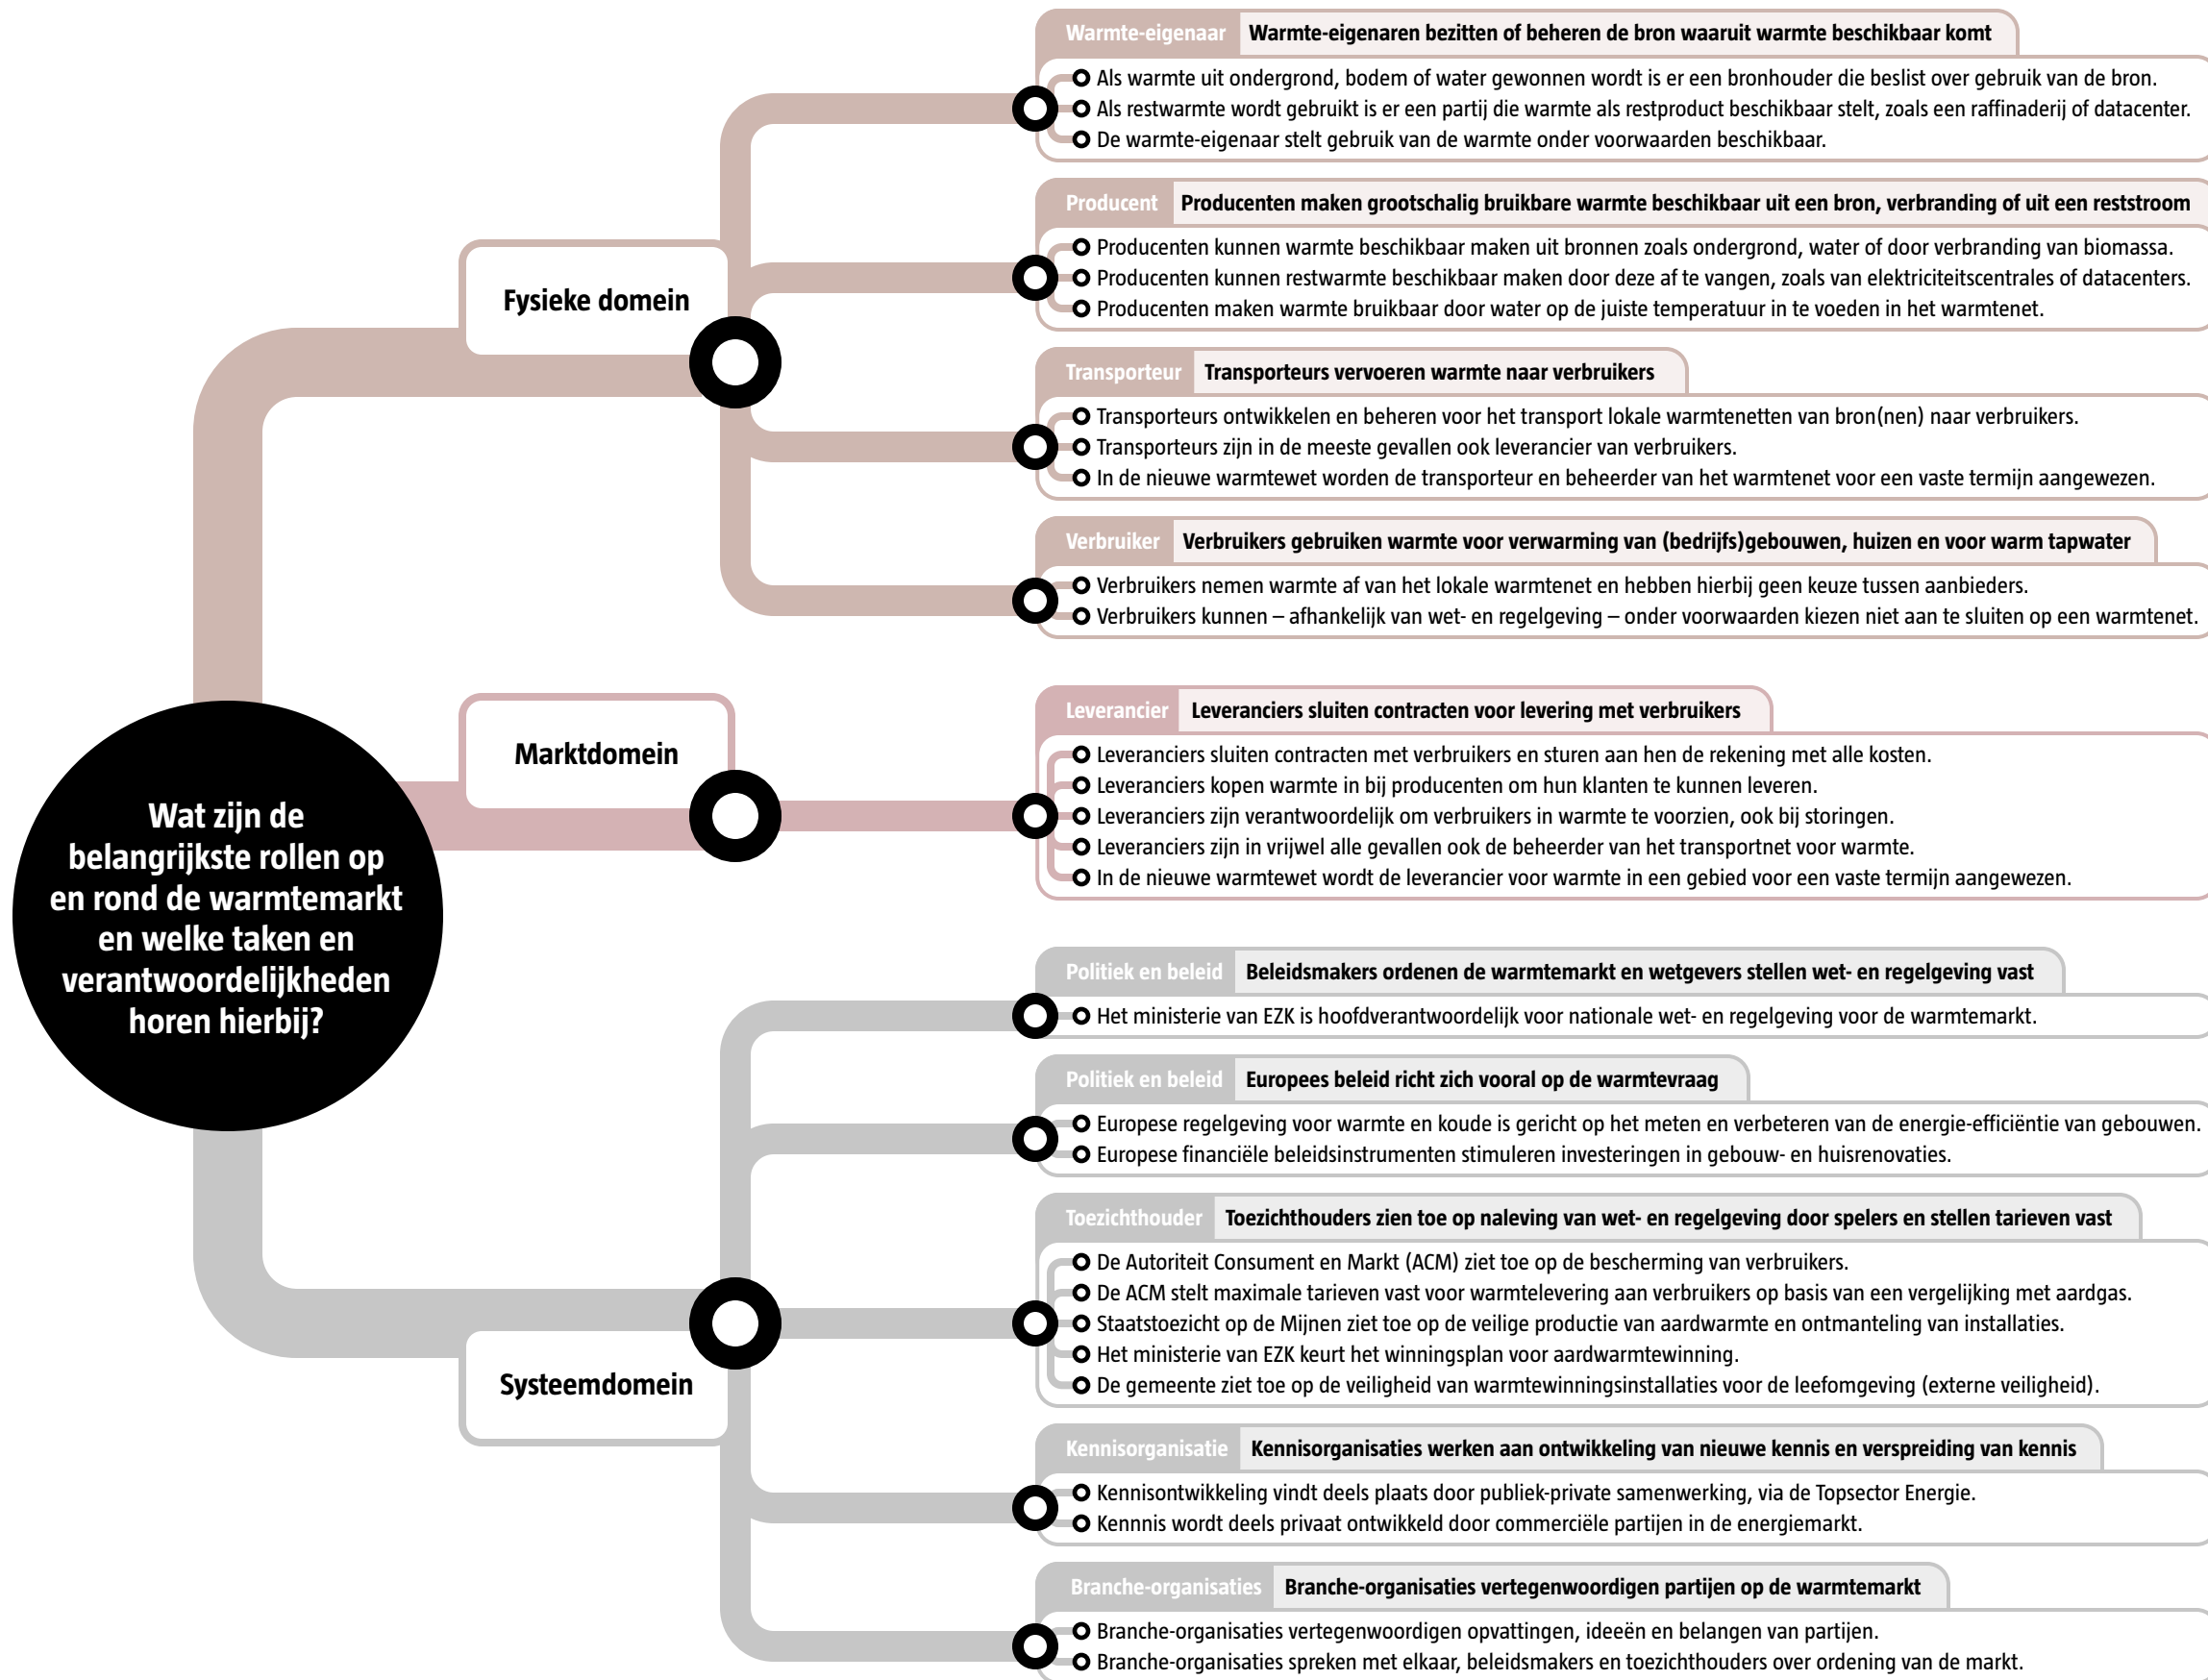 Wat zijn de
belangrijkste rollen op
en rond de warmtemarkt
en welke taken en
verantwoordelijkheden
horen hierbij?
Fysieke domein
Warmte-eigenaar Warmte-eigenaren bezitten of beheren de bron waaruit warmte beschikbaar komt
Als warmte uit ondergrond, bodem of water gewonnen wordt is er een bronhouder die beslist over gebruik van de bron.
Als restwarmte wordt gebruikt is er een partij die warmte als restproduct beschikbaar stelt, zoals een raffinaderij of datacenter.
De warmte-eigenaar stelt gebruik van de warmte onder voorwaarden beschikbaar.
Producent Producenten maken grootschalig bruikbare warmte beschikbaar uit een bron, verbranding of uit een reststroom
Producenten kunnen warmte beschikbaar maken uit bronnen zoals ondergrond, water of door verbranding van biomassa.
Producenten kunnen restwarmte beschikbaar maken door deze af te vangen, zoals van elektriciteitscentrales of datacenters.
Producenten maken warmte bruikbaar door water op de juiste temperatuur in te voeden in het warmtenet.
Transporteur Transporteurs vervoeren warmte naar verbruikers
Transporteurs ontwikkelen en beheren voor het transport lokale warmtenetten van bron(nen) naar verbruikers.
Transporteurs zijn in de meeste gevallen ook leverancier van verbruikers.
In de nieuwe warmtewet worden de transporteur en beheerder van het warmtenet voor een vaste termijn aangewezen.
Verbruiker Verbruikers gebruiken warmte voor verwarming van (bedrijfs)gebouwen, huizen en voor warm tapwater
Verbruikers nemen warmte af van het lokale warmtenet en hebben hierbij geen keuze tussen aanbieders.
Verbruikers kunnen – afhankelijk van wet- en regelgeving – onder voorwaarden kiezen niet aan te sluiten op een warmtenet.
Marktdomein
Leverancier Leveranciers sluiten contracten voor levering met verbruikers
Leveranciers sluiten contracten met verbruikers en sturen aan hen de rekening met alle kosten.
Leveranciers kopen warmte in bij producenten om hun klanten te kunnen leveren.
Leveranciers zijn verantwoordelijk om verbruikers in warmte te voorzien, ook bij storingen.
Leveranciers zijn in vrijwel alle gevallen ook de beheerder van het transportnet voor warmte.
In de nieuwe warmtewet wordt de leverancier voor warmte in een gebied voor een vaste termijn aangewezen.
Systeemdomein
Politiek en beleid Beleidsmakers ordenen de warmtemarkt en wetgevers stellen wet- en regelgeving vast
Het ministerie van EZK is hoofdverantwoordelijk voor nationale wet- en regelgeving voor de warmtemarkt.
Politiek en beleid Europees beleid richt zich vooral op de warmtevraag
Europese regelgeving voor warmte en koude is gericht op het meten en verbeteren van de energie-efficiëntie van gebouwen.
Europese financiële beleidsinstrumenten stimuleren investeringen in gebouw- en huisrenovaties.
Toezichthouder Toezichthouders zien toe op naleving van wet- en regelgeving door spelers en stellen tarieven vast
De Autoriteit Consument en Markt (ACM) ziet toe op de bescherming van verbruikers.
De ACM stelt maximale tarieven vast voor warmtelevering aan verbruikers op basis van een vergelijking met aardgas.
Staatstoezicht op de Mijnen ziet toe op de veilige productie van aardwarmte en ontmanteling van installaties.
Het ministerie van EZK keurt het winningsplan voor aardwarmtewinning.
De gemeente ziet toe op de veiligheid van warmtewinningsinstallaties voor de leefomgeving (externe veiligheid).
Kennisorganisatie Kennisorganisaties werken aan ontwikkeling van nieuwe kennis en verspreiding van kennis
Kennisontwikkeling vindt deels plaats door publiek-private samenwerking, via de Topsector Energie.
Kennnis wordt deels privaat ontwikkeld door commerciële partijen in de energiemarkt.
Branche-organisaties Branche-organisaties vertegenwoordigen partijen op de warmtemarkt
Branche-organisaties vertegenwoordigen opvattingen, ideeën en belangen van partijen.
Branche-organisaties spreken met elkaar, beleidsmakers en toezichthouders over ordening van de markt.